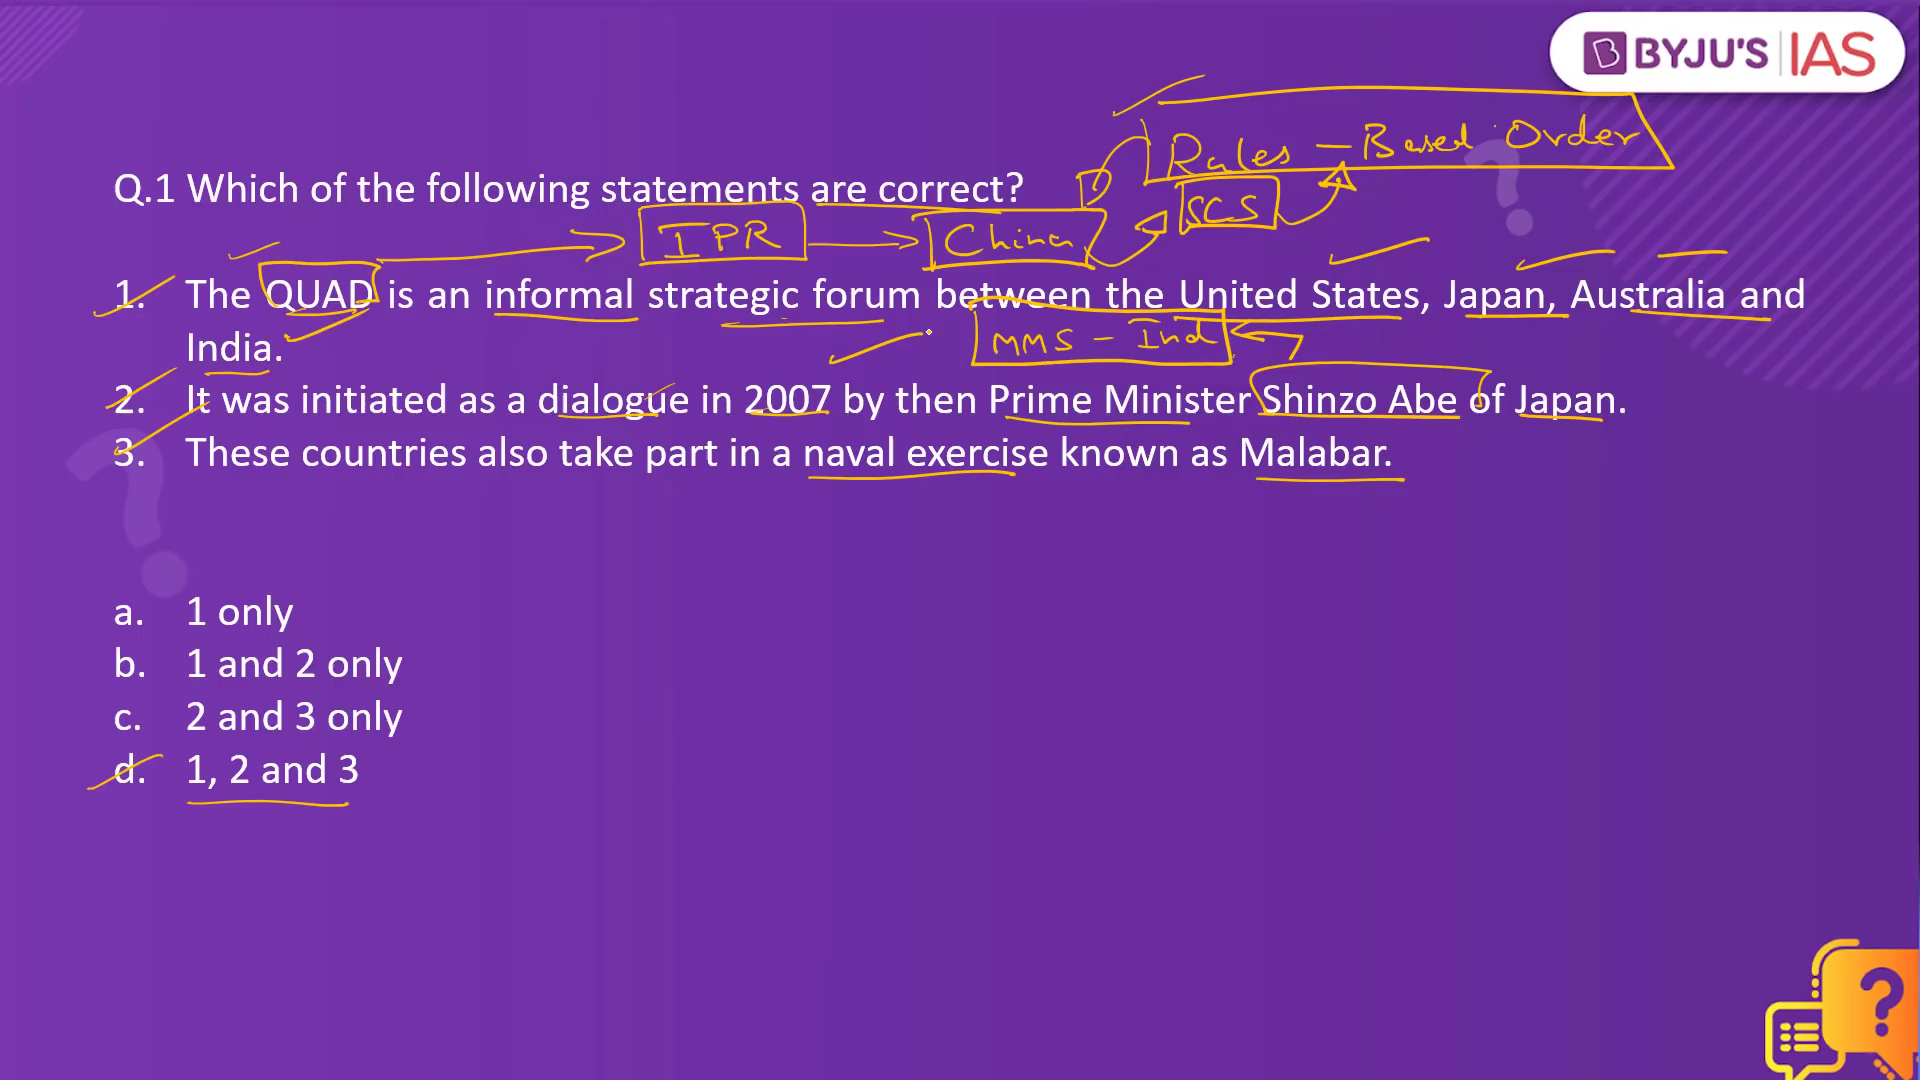 BYJU'S IAS
Rules - Based Order
Q.1 Which of the following statements are correct?
SCS
IPR
China
1. The QUAD is an informal strategic forum between the United States, Japan, Australia and
India.
MMS - Ind
2. It was initiated as a dialogue in 2007 by then Prime Minister Shinzo Abe of Japan.
3. These countries also take part in a naval exercise known as Malabar.
a. 1 only
b. 1 and 2 only
c. 2 and 3 only
d. 1, 2 and 3